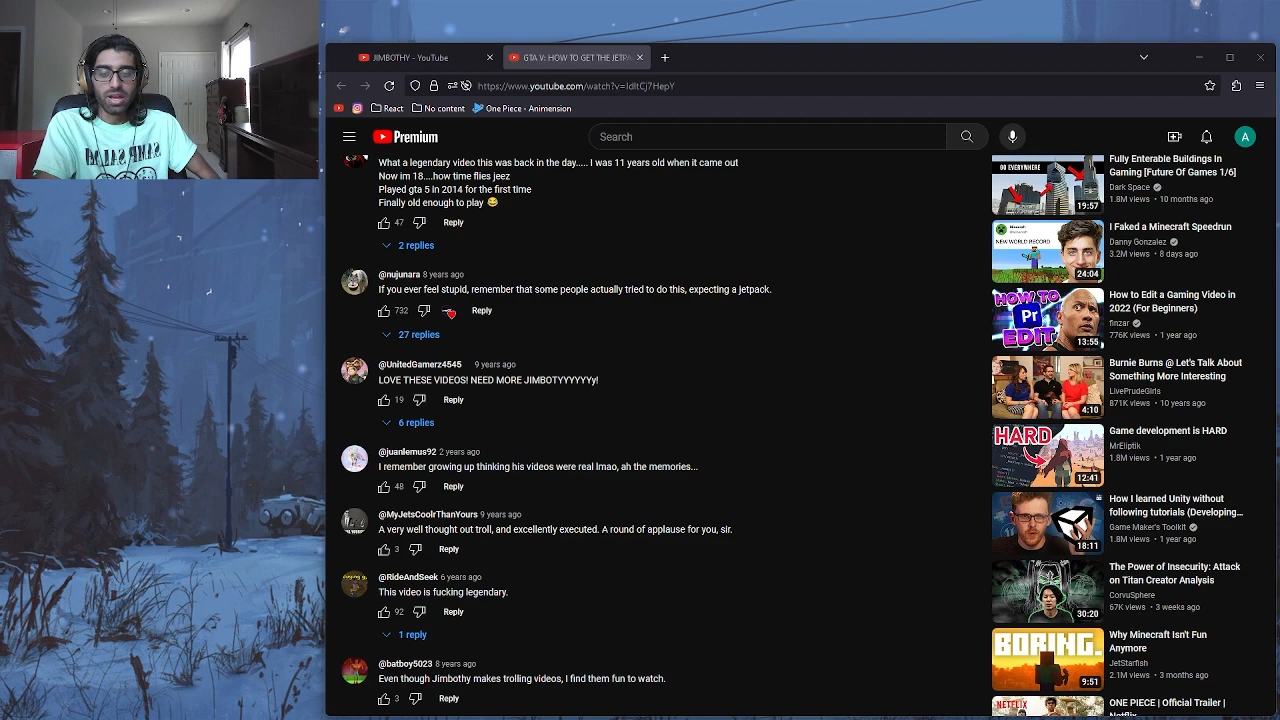 JIMBOTHY - YouTube
GTA V: HOW TO GET THE JETPA
https://www.youtube.com/watch?v=IdItCj7HepY
React
No content
One Piece - Animension
Premium
Search
A
What a legendary video this was back in the day..... I was 11 years old when it came out
Now im 18....how time flies jeez
Played gta 5 in 2014 for the first time
Finally old enough to play 😂
47
Reply
2 replies
@nujunara 8 years ago
If you ever feel stupid, remember that some people actually tried to do this, expecting a jetpack.
732
Reply
27 replies
@UnitedGamerz4545 9 years ago
LOVE THESE VIDEOS! NEED MORE JIMBOTYYYYYYy!
19
Reply
6 replies
@juanlemus92 2 years ago
I remember growing up thinking his videos were real lmao, ah the memories...
48
Reply
@MyJetsCoolrThanYours 9 years ago
A very well thought out troll, and excellently executed. A round of applause for you, sir.
3
Reply
@RideAndSeek 6 years ago
This video is fucking legendary.
92
Reply
1 reply
@batboy5023 8 years ago
Even though Jimbothy makes trolling videos, I find them fun to watch.
3
Reply
GO EVERYWHERE
19:57
Fully Enterable Buildings In
Gaming [Future Of Games 1/6]
Dark Space
1.8M views • 10 months ago
NEW WORLD RECORD
24:04
I Faked a Minecraft Speedrun
Danny Gonzalez
3.2M views • 8 days ago
HOW TO
Pr
EDIT
13:55
How to Edit a Gaming Video in
2022 (For Beginners)
finzar
776K views • 1 year ago
4:10
Burnie Burns @ Let's Talk About
Something More Interesting
LivePrudeGirls
871K views • 10 years ago
HARD
12:41
Game development is HARD
MrEliptik
1.8M views • 1 year ago
18:11
How I learned Unity without
following tutorials (Developing...
Game Maker's Toolkit
1.8M views • 1 year ago
30:20
The Power of Insecurity: Attack
on Titan Creator Analysis
CorvuSphere
67K views • 3 weeks ago
BORING.
9:51
Why Minecraft Isn't Fun
Anymore
JetStarfish
2.1M views • 3 months ago
NETFLIX
ONE PIECE | Official Trailer |